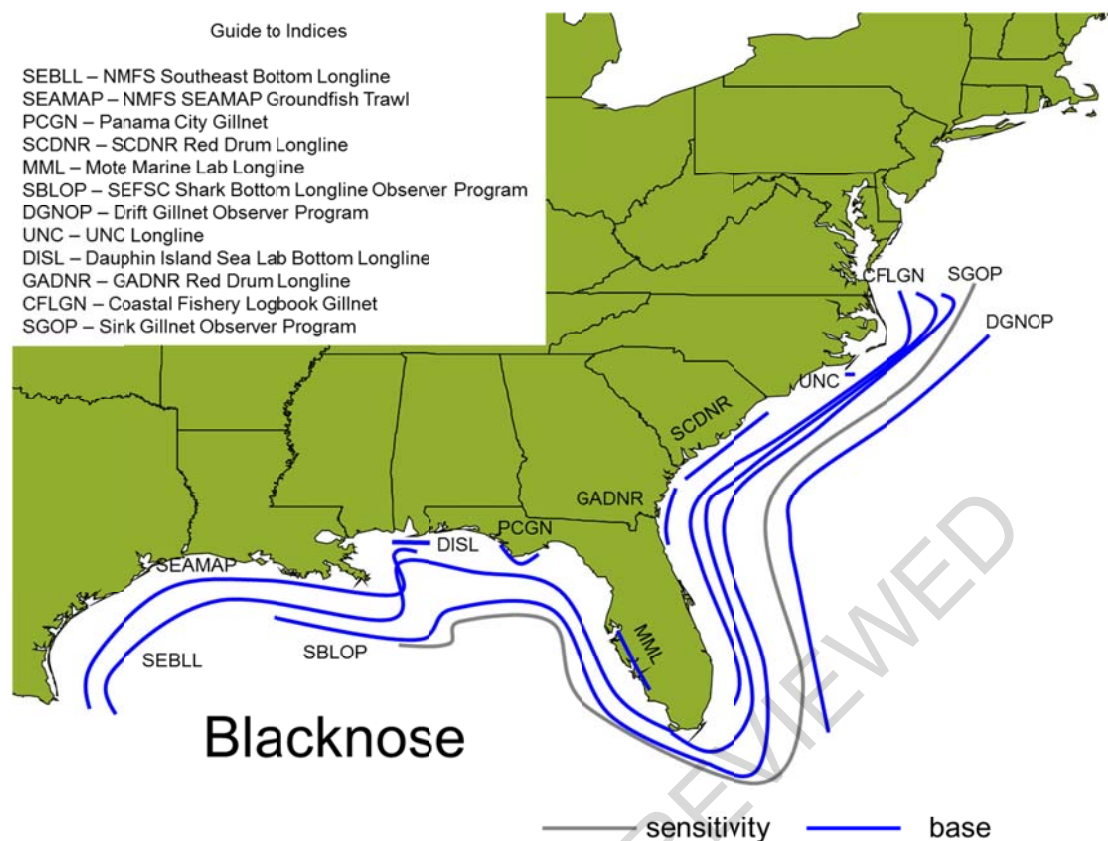 Guide to Indices
SEBLL – NMFS Southeast Bottom Longline
SEAMAP – NMFS SEAMAP Groundfish Trawl
PCGN – Panama City Gillnet
SCDNR – SCDNR Red Drum Longline
MML – Mote Marine Lab Longline
SBLOP – SEFSC Shark Bottom Longline Observer Program
DGNOP – Drift Gillnet Observer Program
UNC – UNC Longline
DISL – Dauphin Island Sea Lab Bottom Longline
GADNR – GADNR Red Drum Longline
CFLGN – Coastal Fishery Logbook Gillnet
SGOP – Sink Gillnet Observer Program
CFLGN
SGOP
DGNOP
UNC
SCDNR
GADNR
PCGN
DISL
SEAMAP
MML
SBLOP
SEBLL
Blacknose
REVIEWED
sensitivity
base